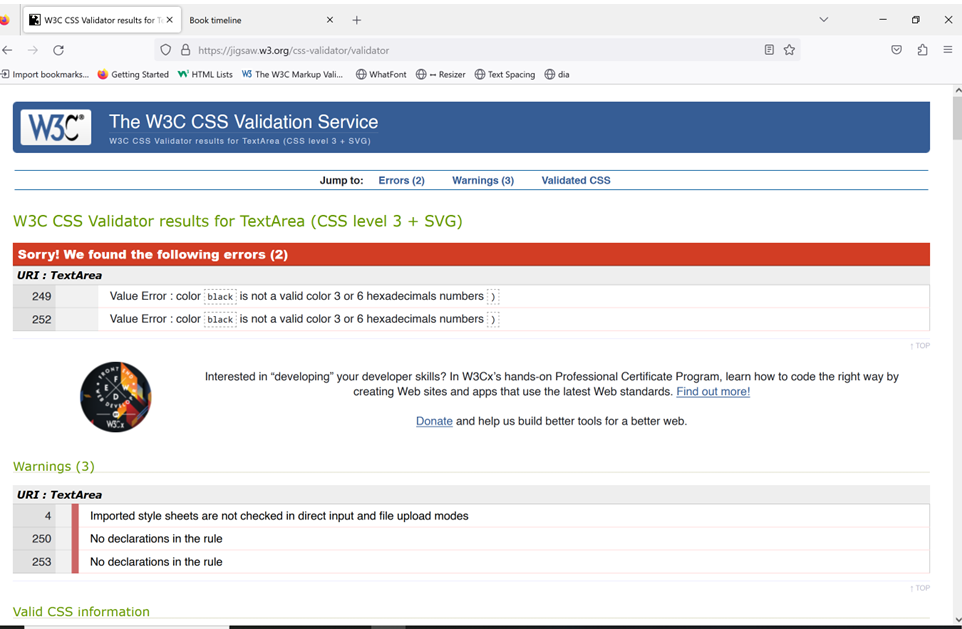 W3C CSS Validator results for Te
Book timeline
https://jigsaw.w3.org/css-validator/validator
Import bookmarks... Getting Started HTML Lists The W3C Markup Vali... WhatFont ↔ Resizer Text Spacing dia
W3C®
The W3C CSS Validation Service
W3C CSS Validator results for TextArea (CSS level 3 + SVG)
Jump to: Errors (2) Warnings (3) Validated CSS
W3C CSS Validator results for TextArea (CSS level 3 + SVG)
Sorry! We found the following errors (2)
URI : TextArea
249 Value Error : color black is not a valid color 3 or 6 hexadecimals numbers )
252 Value Error : color black is not a valid color 3 or 6 hexadecimals numbers )
↑ TOP
W3Cx
Interested in “developing” your developer skills? In W3Cx's hands-on Professional Certificate Program, learn how to code the right way by
creating Web sites and apps that use the latest Web standards. Find out more!
Donate and help us build better tools for a better web.
Warnings (3)
URI : TextArea
4 Imported style sheets are not checked in direct input and file upload modes
250 No declarations in the rule
253 No declarations in the rule
↑ TOP
Valid CSS information